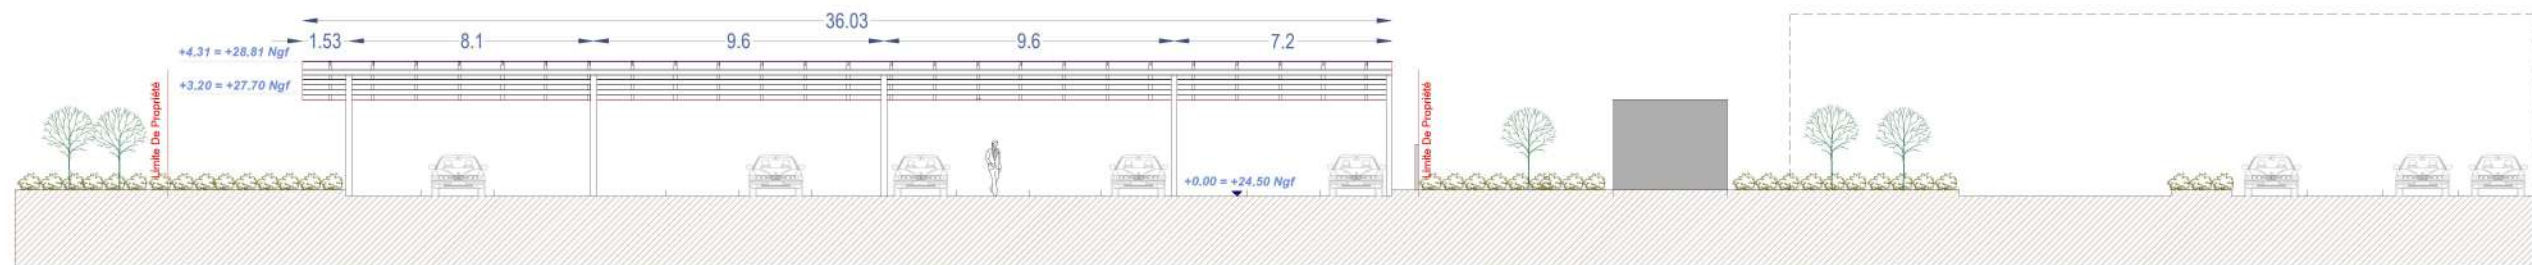 36.03
1.53 8.1 9.6 9.6 7.2
+4.31 = +28,81 Ngf
+3.20 = +27.70 Ngf
Limite De Propriété
Limite De Propriété
+0.00 = +24.50 Ngf